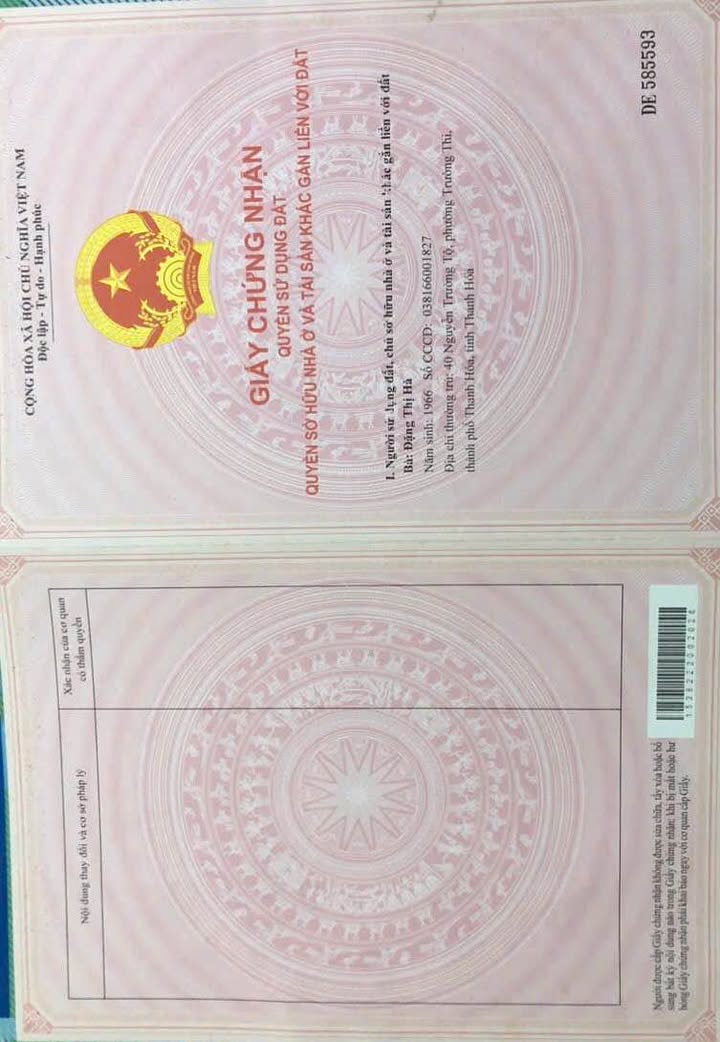 CỘNG HÒA XÃ HỘI CHỦ NGHĨA VIỆT NAM
Độc lập - Tự do - Hạnh phúc
GIẤY CHỨNG NHẬN
QUYỀN SỬ DỤNG ĐẤT
QUYỀN SỞ HỮU NHÀ Ở VÀ TÀI SẢN KHÁC GẮN LIỀN VỚI ĐẤT
I. Người sử dụng đất, chủ sở hữu nhà ở và tài sản khác gắn liền với đất
Bà: Đặng Thị Hà
Năm sinh: 1966 Số CCCD: 038166001827
Địa chỉ thường trú: 40 Nguyễn Trường Tộ, phường Trường Thi,
thành phố Thanh Hóa, tỉnh Thanh Hóa
DE 585593
Nội dung thay đổi và cơ sở pháp lý
Xác nhận của cơ quan
có thẩm quyền
Người được cấp Giấy chứng nhận không được sửa chữa, tẩy xóa hoặc bổ
sung bất kỳ nội dung nào trong Giấy chứng nhận; khi bị mất hoặc hư
hỏng Giấy chứng nhận phải khai báo ngay với cơ quan cấp Giấy.